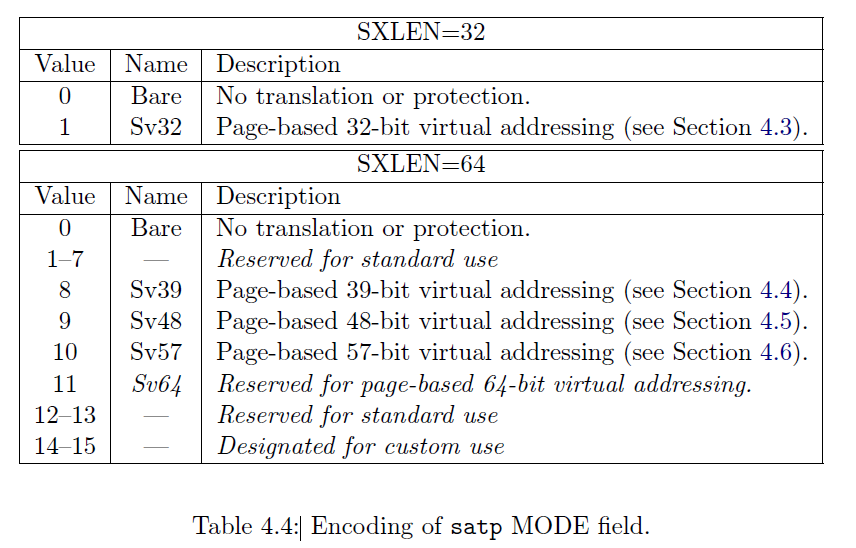 SXLEN=32
Value Name Description
0 Bare No translation or protection.
1 Sv32 Page-based 32-bit virtual addressing (see Section 4.3).
SXLEN=64
Value Name Description
0 Bare No translation or protection.
1–7 — Reserved for standard use
8 Sv39 Page-based 39-bit virtual addressing (see Section 4.4).
9 Sv48 Page-based 48-bit virtual addressing (see Section 4.5).
10 Sv57 Page-based 57-bit virtual addressing (see Section 4.6).
11 Sv64 Reserved for page-based 64-bit virtual addressing.
12–13 — Reserved for standard use
14–15 — Designated for custom use
Table 4.4: Encoding of satp MODE field.